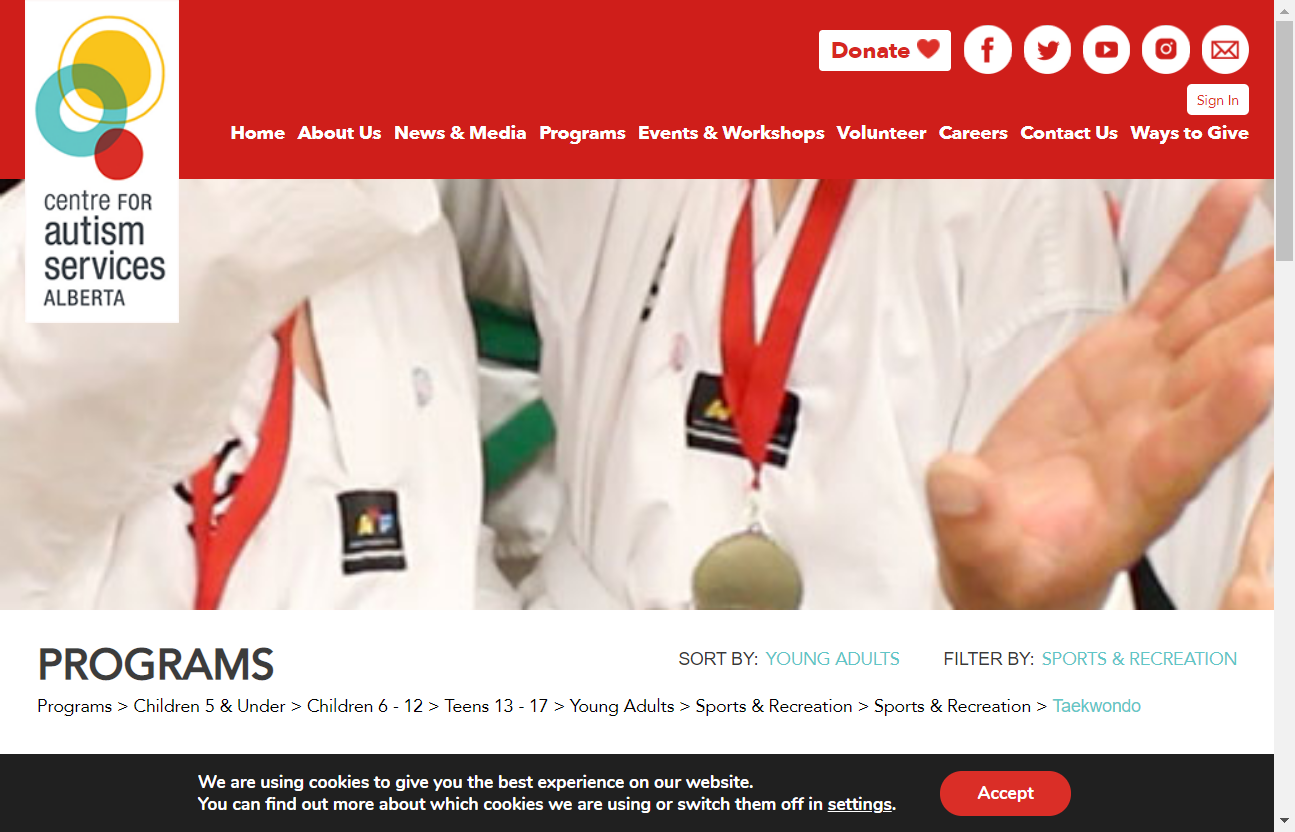 centre FOR
autism
services
ALBERTA
Donate
Sign In
Home About Us News & Media Programs Events & Workshops Volunteer Careers Contact Us Ways to Give
PROGRAMS
SORT BY: YOUNG ADULTS FILTER BY: SPORTS & RECREATION
Programs > Children 5 & Under > Children 6 - 12 > Teens 13 - 17 > Young Adults > Sports & Recreation > Sports & Recreation > Taekwondo
We are using cookies to give you the best experience on our website.
You can find out more about which cookies we are using or switch them off in settings.
Accept